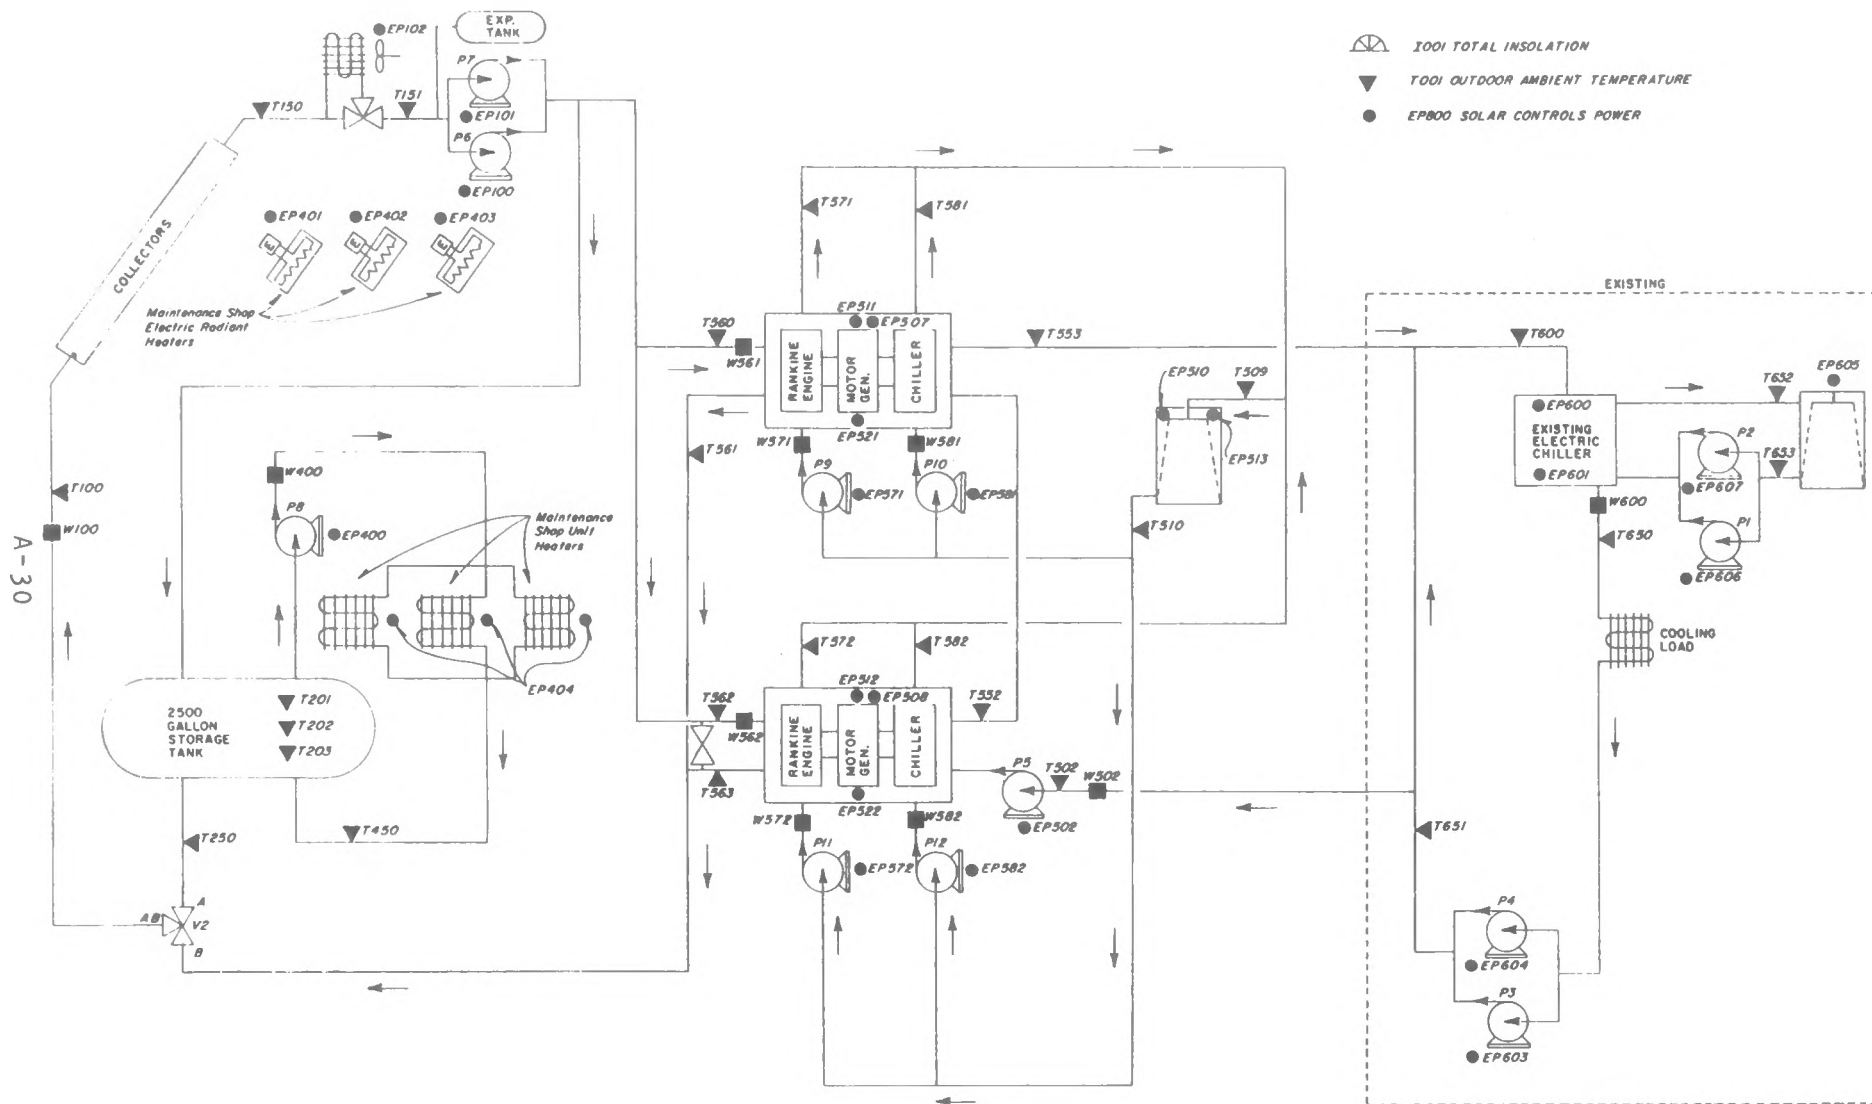 EP102
EXP.
TANK
P7
T150
T151
EP101
P6
EP100
I001 TOTAL INSOLATION
T001 OUTDOOR AMBIENT TEMPERATURE
EP800 SOLAR CONTROLS POWER
EP401
EP402
EP403
E
E
E
COLLECTORS
Maintenance Shop
Electric Radiant
Heaters
T571
T581
EXISTING
EP511
EP507
T560
W561
T553
T600
RANKINE
ENGINE
MOTOR
GEN.
CHILLER
EP510
T509
EP513
EP521
W571
W581
T561
P9
P10
EP571
EP581
T510
EP605
T652
EP600
EXISTING
ELECTRIC
CHILLER
EP601
P2
T653
EP607
W600
P1
T650
EP606
W400
T100
W100
P8
EP400
Maintenance
Shop Unit
Heaters
A-30
COOLING
LOAD
EP404
T572
T582
EP512
EP508
T562
W562
T552
RANKINE
ENGINE
MOTOR
GEN.
CHILLER
T563
2500
GALLON
STORAGE
TANK
T201
T202
T203
P5
T502
W502
EP522
W572
W582
EP502
T250
T450
P11
P12
EP572
EP582
T651
A
AB
V2
B
P4
EP604
P3
EP603